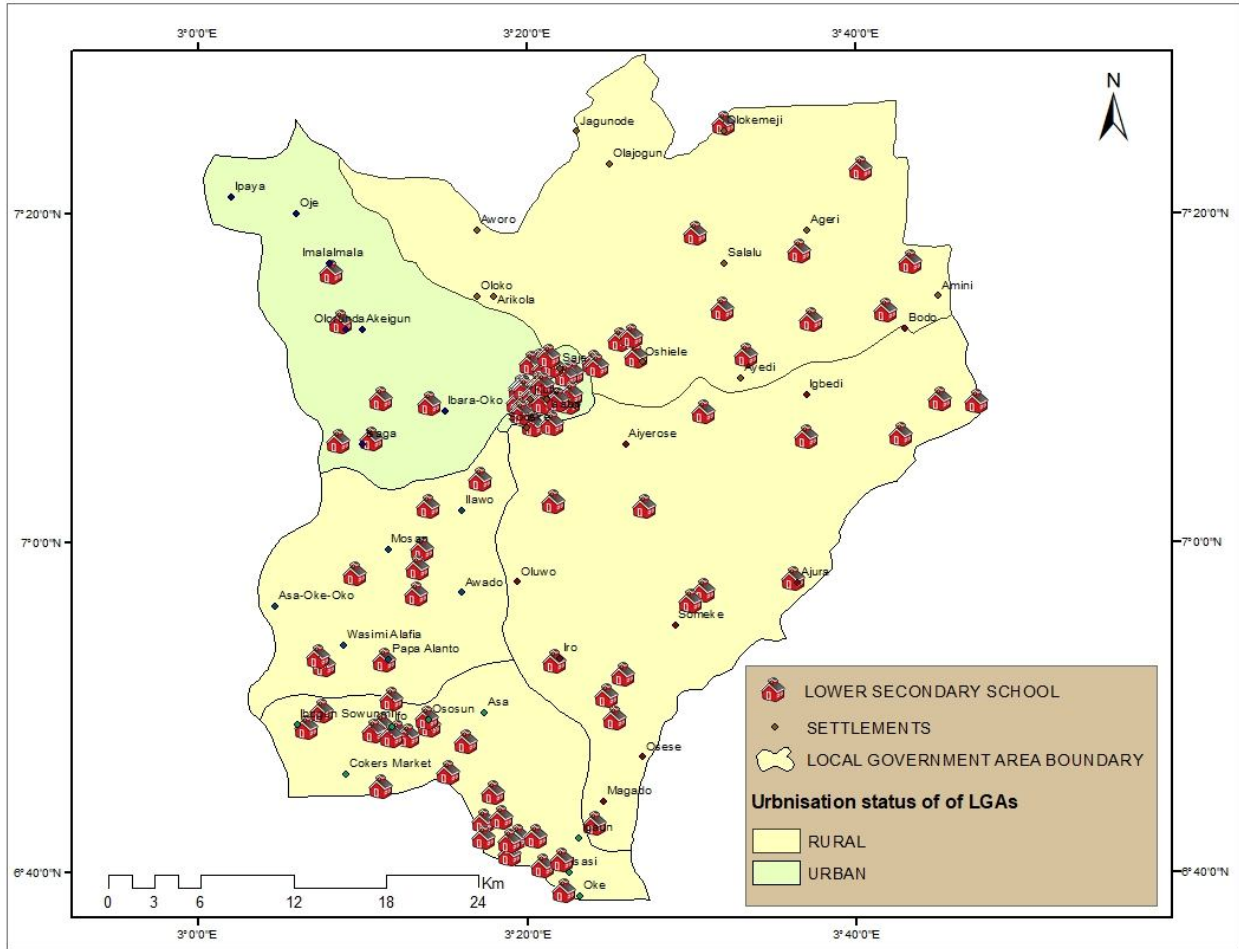 3°0'0"E 3°20'0"E 3°40'0"E
N
Jagunode
Olokemeji
Olajogun
Ipaya
7°20'0"N
Oje
7°20'0"N
Aworo
Ageri
Salalu
Oloko
Arikola
Amini
Akeigun
Bodo
Oshiele
Ayedi
Igbedi
Ibara-Oko
Aiyerose
Ilawo
7°0'0"N
Mosan
7°0'0"N
Oluwo
Ajura
Awado
Asa-Oke-Oko
Someke
Wasimi Alafia
Papa Alanto
Iro
Asa
Ososun
Sowunmi
Osese
Cokers Market
Magado
6°40'0"N
Oke
6°40'0"N
LOWER SECONDARY SCHOOL
SETTLEMENTS
LOCAL GOVERNMENT AREA BOUNDARY
Urbnisation status of of LGAs
RURAL
URBAN
Km
0 3 6 12 18 24
3°0'0"E 3°20'0"E 3°40'0"E